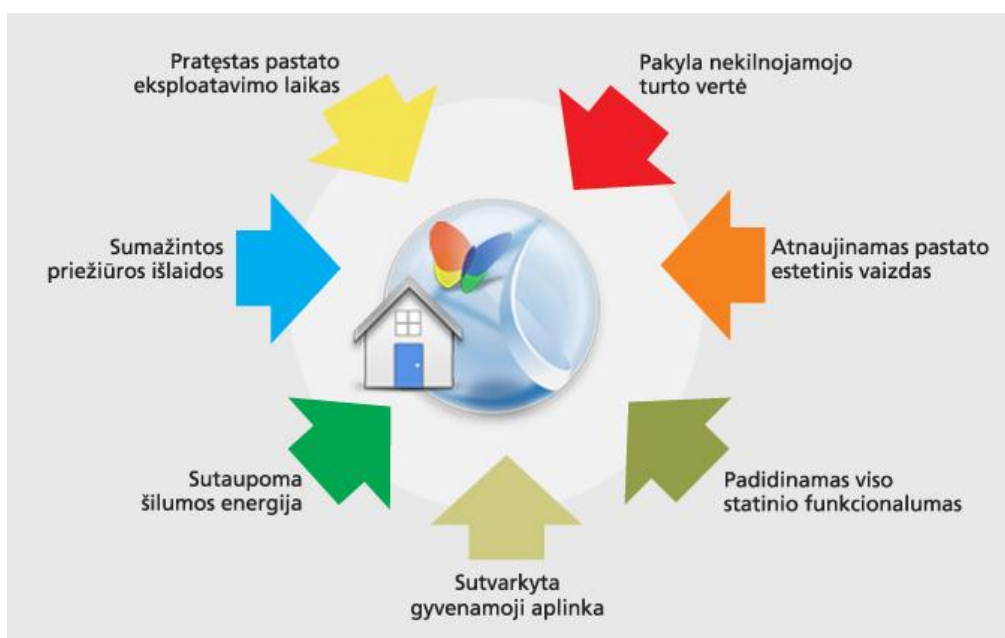 Pratęstas pastato
eksploatavimo laikas
Pakyla nekilnojamojo
turto vertė
Sumažintos
priežiūros išlaidos
Atnaujinamas pastato
estetinis vaizdas
Sutaupoma
šilumos energija
Padidinamas viso
statinio funkcionalumas
Sutvarkyta
gyvenamoji aplinka